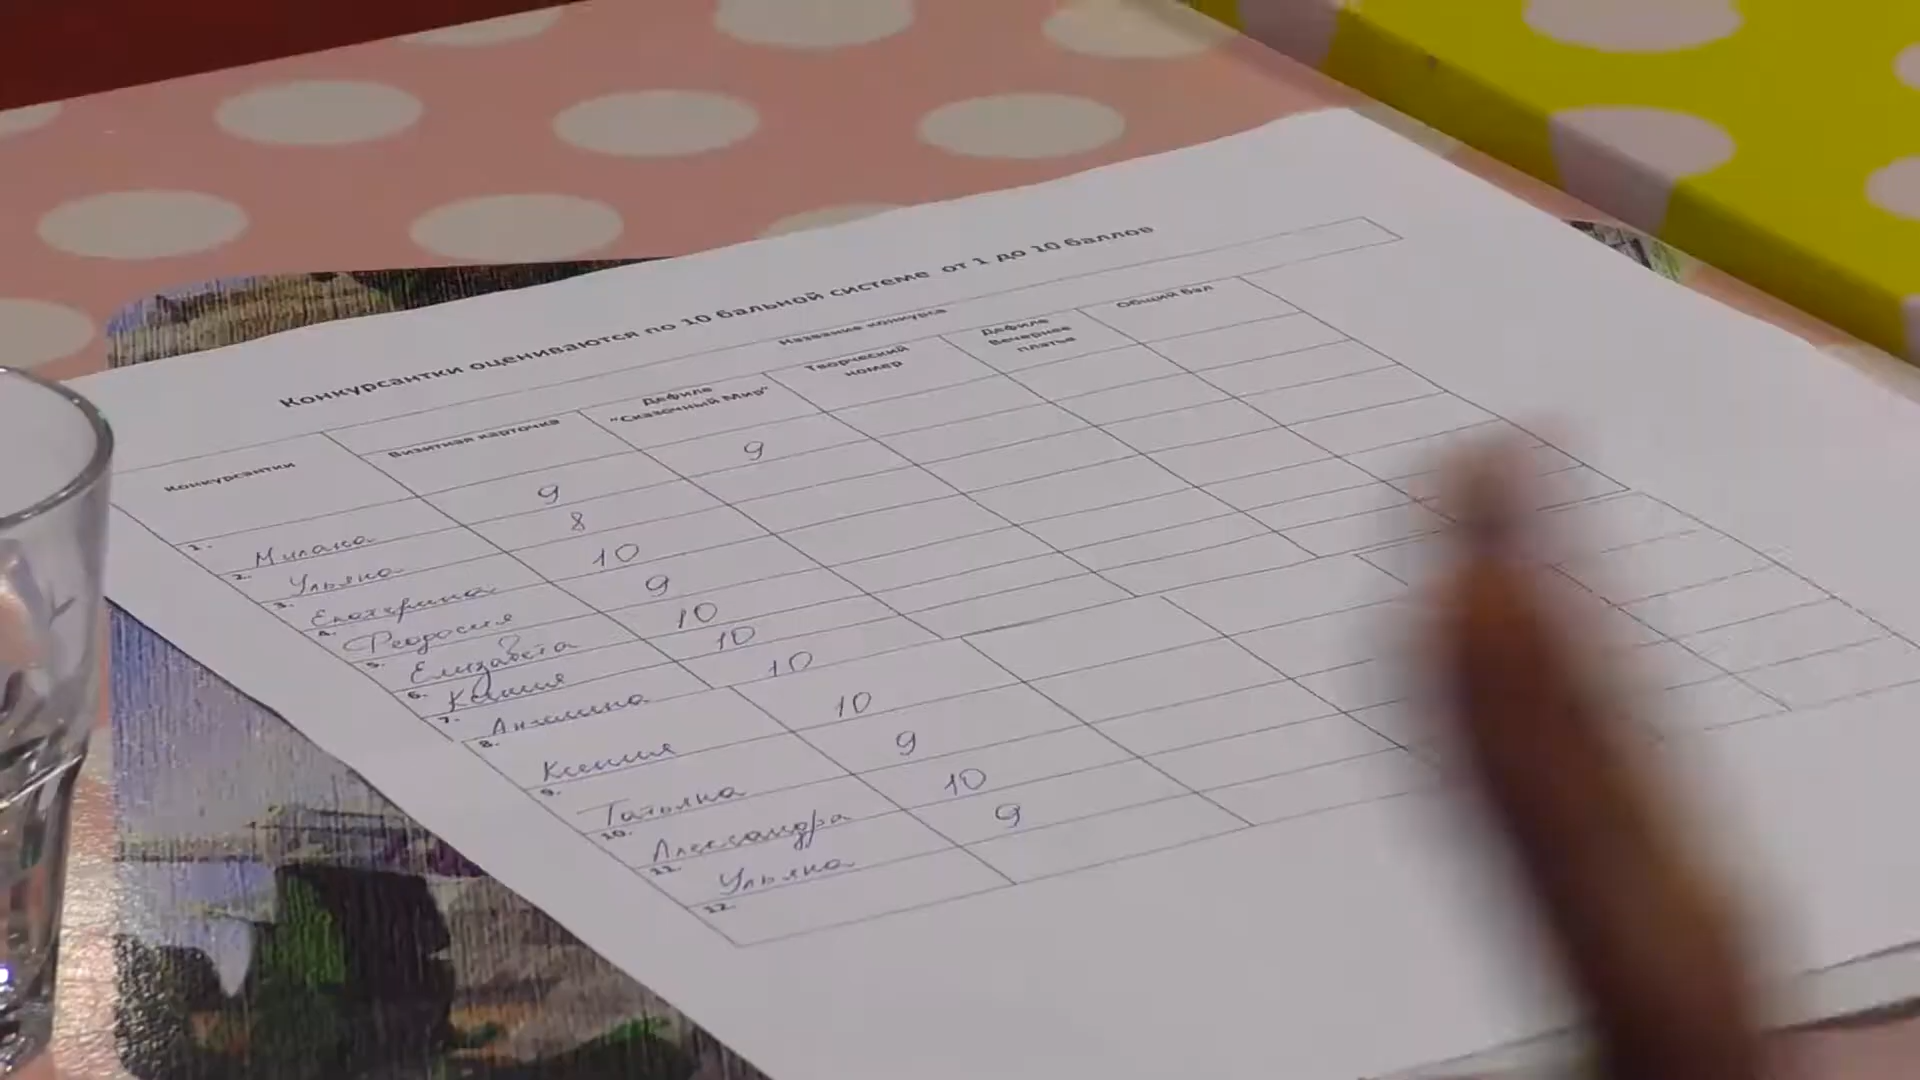 Конкурсантки оцениваются по 10 бальной системе от 1 до 10 баллов
Название конкурса
Конкурсантки Визитная карточка Дефиле "Сказочный Мир" Творческий номер Дефиле Вечернее платье Общий бал
1. Милана 9 9
2. Ульяна 8
3. Екатерина 10
4. Феодосия 9
5. Елизавета 10
6. Ксения 10
7. Ангелина 10
8. Ксения 10
9. Татьяна 9
10. Александра 10
11. Ульяна 9
12.